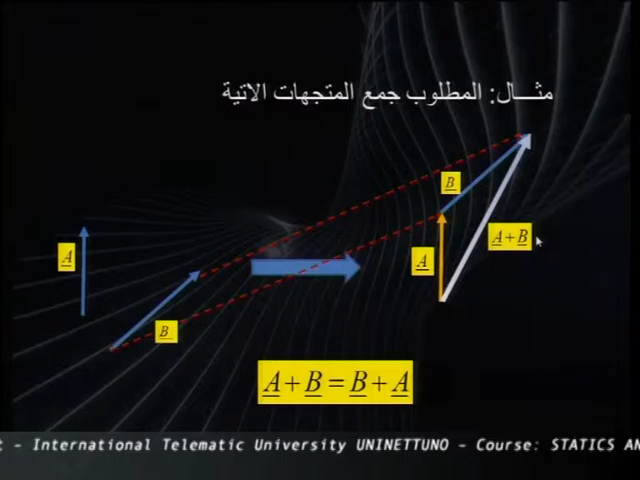 مثـــال: المطلوب جمع المتجهات الاتية
B
A
A
A+B
B
A+B=B+A
- International Telematic University UNINETTUNO - Course: STATICS AN